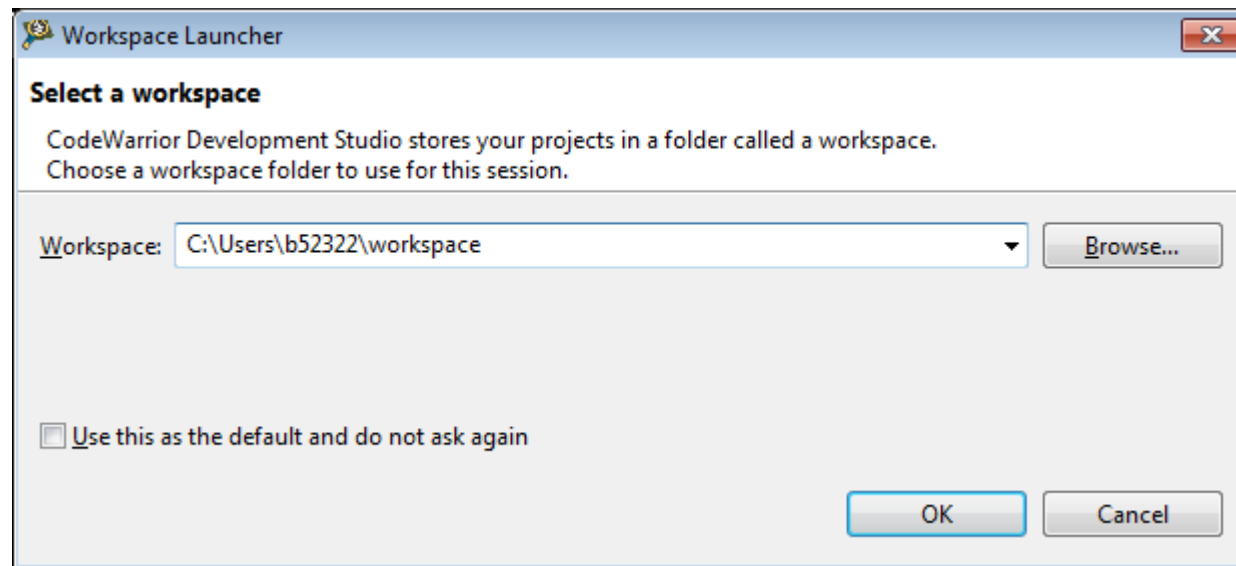 Workspace Launcher
Select a workspace
CodeWarrior Development Studio stores your projects in a folder called a workspace.
Choose a workspace folder to use for this session.
Workspace: C:\Users\b52322\workspace Browse...
Use this as the default and do not ask again
OK Cancel